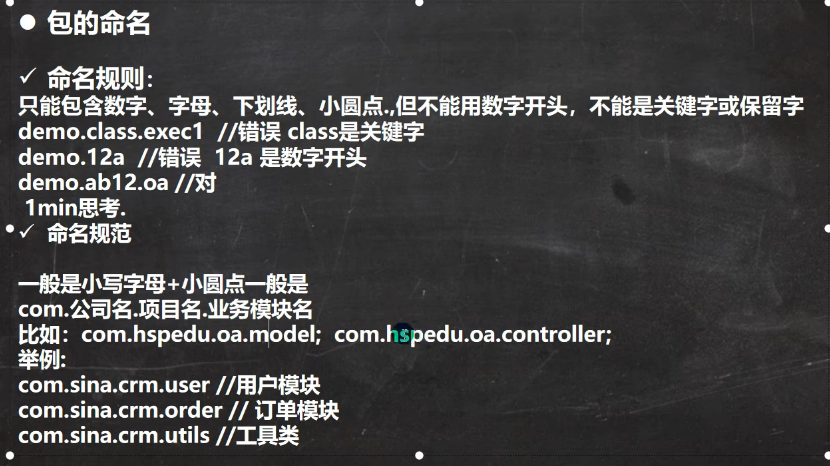 ● 包的命名
✓ 命名规则：
只能包含数字、字母、下划线、小圆点.,但不能用数字开头，不能是关键字或保留字
demo.class.exec1 //错误 class是关键字
demo.12a //错误 12a 是数字开头
demo.ab12.oa //对
1min思考.
✓ 命名规范
一般是小写字母+小圆点一般是
com.公司名.项目名.业务模块名
比如：com.hspedu.oa.model; com.hspedu.oa.controller;
举例:
com.sina.crm.user //用户模块
com.sina.crm.order // 订单模块
com.sina.crm.utils //工具类